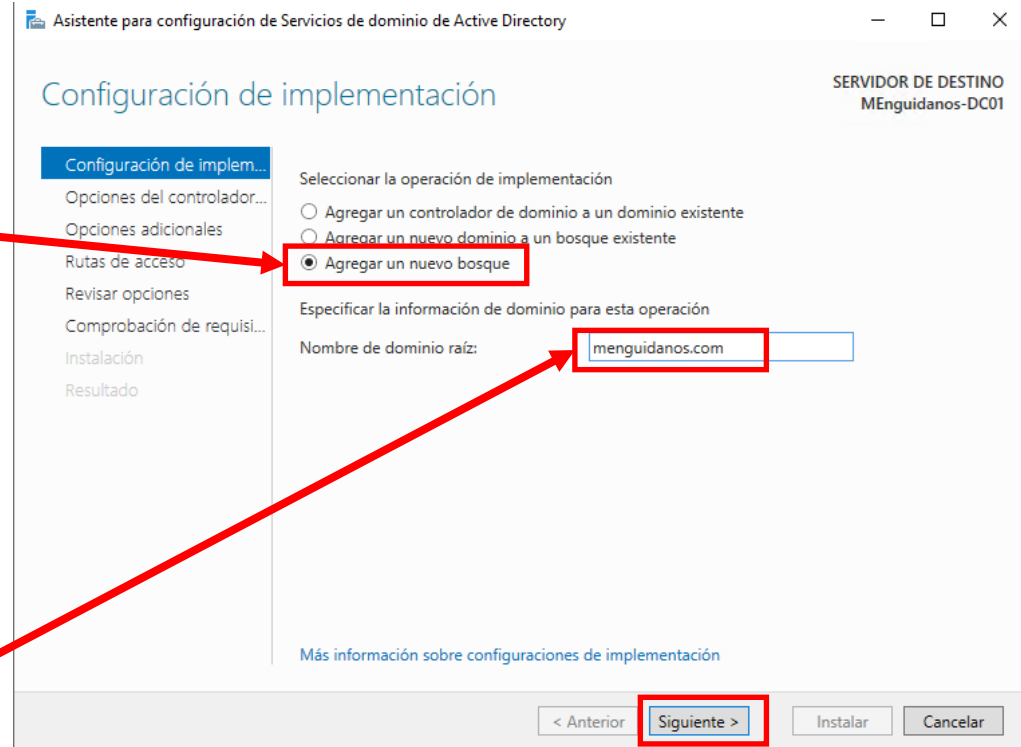 Asistente para configuración de Servicios de dominio de Active Directory
Configuración de implementación
SERVIDOR DE DESTINO
MEnguidanos-DC01
Configuración de implem...
Opciones del controlador...
Opciones adicionales
Rutas de acceso
Revisar opciones
Comprobación de requisi...
Instalación
Resultado
Seleccionar la operación de implementación
Agregar un controlador de dominio a un dominio existente
Agregar un nuevo dominio a un bosque existente
Agregar un nuevo bosque
Especificar la información de dominio para esta operación
Nombre de dominio raíz: menguidanos.com
Más información sobre configuraciones de implementación
< Anterior Siguiente > Instalar Cancelar